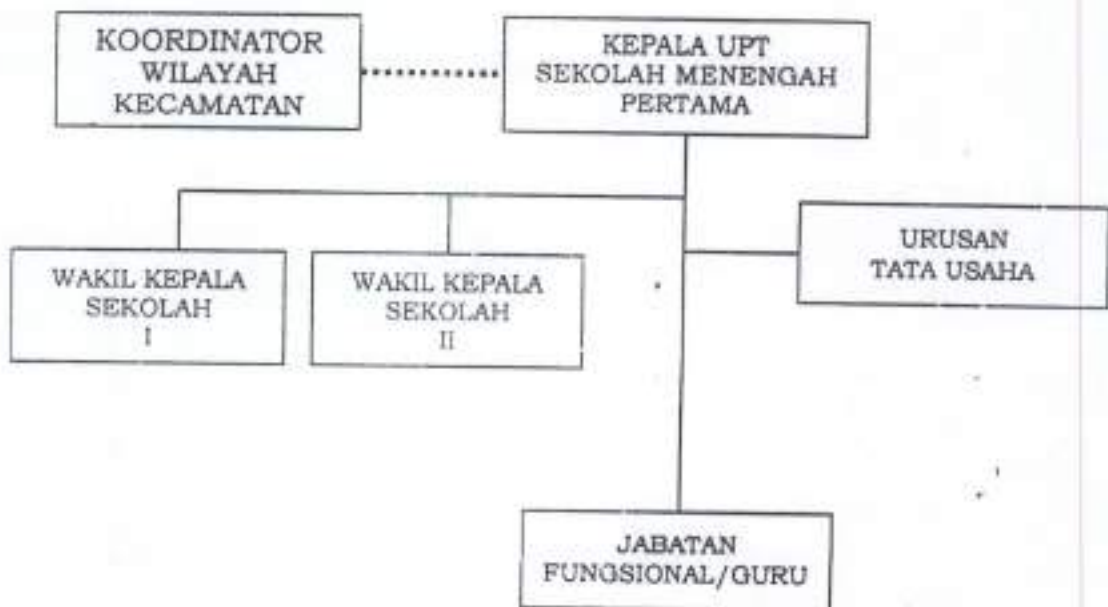 KOORDINATOR
WILAYAH
KECAMATAN
KEPALA UPT
SEKOLAH MENENGAH
PERTAMA
URUSAN
TATA USAHA
WAKIL KEPALA
SEKOLAH
I
WAKIL KEPALA
SEKOLAH
II
JABATAN
FUNGSIONAL/GURU